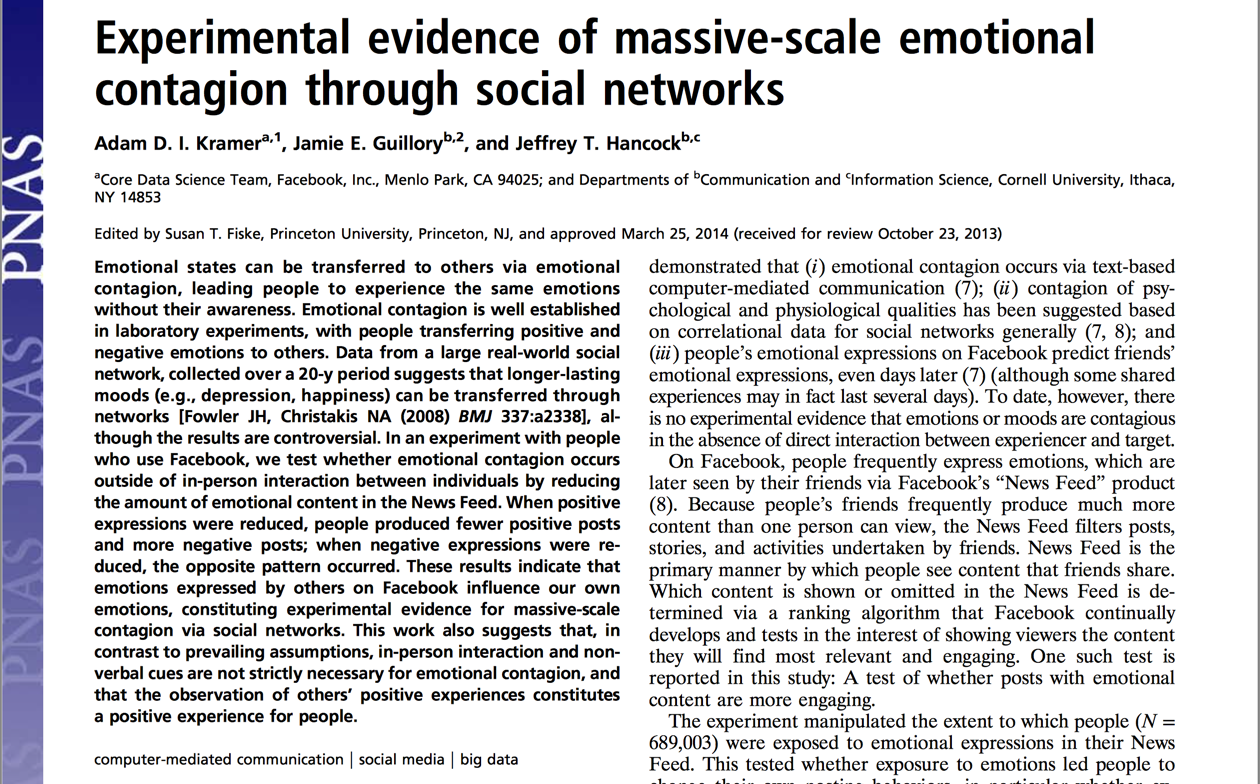 Experimental evidence of massive-scale emotional
contagion through social networks
Adam D. I. Kramera,1, Jamie E. Guilloryb,2, and Jeffrey T. Hancockb,c
aCore Data Science Team, Facebook, Inc., Menlo Park, CA 94025; and Departments of bCommunication and cInformation Science, Cornell University, Ithaca,
NY 14853
Edited by Susan T. Fiske, Princeton University, Princeton, NJ, and approved March 25, 2014 (received for review October 23, 2013)
Emotional states can be transferred to others via emotional
contagion, leading people to experience the same emotions
without their awareness. Emotional contagion is well established
in laboratory experiments, with people transferring positive and
negative emotions to others. Data from a large real-world social
network, collected over a 20-y period suggests that longer-lasting
moods (e.g., depression, happiness) can be transferred through
networks [Fowler JH, Christakis NA (2008) BMJ 337:a2338], al-
though the results are controversial. In an experiment with people
who use Facebook, we test whether emotional contagion occurs
outside of in-person interaction between individuals by reducing
the amount of emotional content in the News Feed. When positive
expressions were reduced, people produced fewer positive posts
and more negative posts; when negative expressions were re-
duced, the opposite pattern occurred. These results indicate that
emotions expressed by others on Facebook influence our own
emotions, constituting experimental evidence for massive-scale
contagion via social networks. This work also suggests that, in
contrast to prevailing assumptions, in-person interaction and non-
verbal cues are not strictly necessary for emotional contagion, and
that the observation of others' positive experiences constitutes
a positive experience for people.
computer-mediated communication | social media | big data
demonstrated that (i) emotional contagion occurs via text-based
computer-mediated communication (7); (ii) contagion of psy-
chological and physiological qualities has been suggested based
on correlational data for social networks generally (7, 8); and
(iii) people's emotional expressions on Facebook predict friends'
emotional expressions, even days later (7) (although some shared
experiences may in fact last several days). To date, however, there
is no experimental evidence that emotions or moods are contagious
in the absence of direct interaction between experiencer and target.
On Facebook, people frequently express emotions, which are
later seen by their friends via Facebook's “News Feed” product
(8). Because people's friends frequently produce much more
content than one person can view, the News Feed filters posts,
stories, and activities undertaken by friends. News Feed is the
primary manner by which people see content that friends share.
Which content is shown or omitted in the News Feed is de-
termined via a ranking algorithm that Facebook continually
develops and tests in the interest of showing viewers the content
they will find most relevant and engaging. One such test is
reported in this study: A test of whether posts with emotional
content are more engaging.
The experiment manipulated the extent to which people (N =
689,003) were exposed to emotional expressions in their News
Feed. This tested whether exposure to emotions led people to
PNAS
PNAS
PNAS